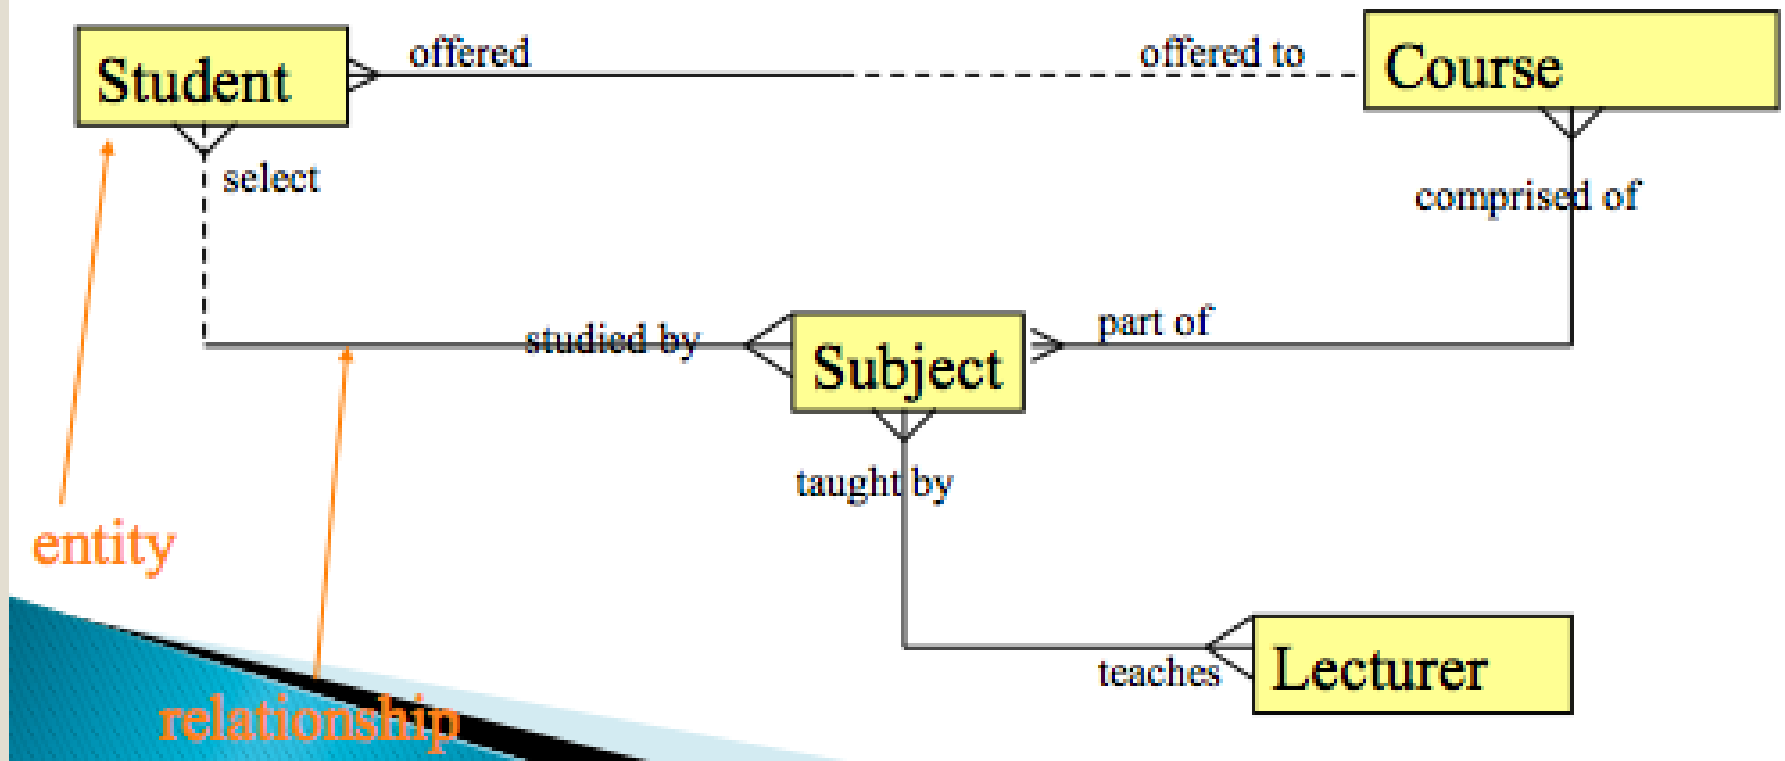 offered
offered to
Student
Course
select
comprised of
studied by
part of
Subject
taught by
entity
teaches
Lecturer
relationship